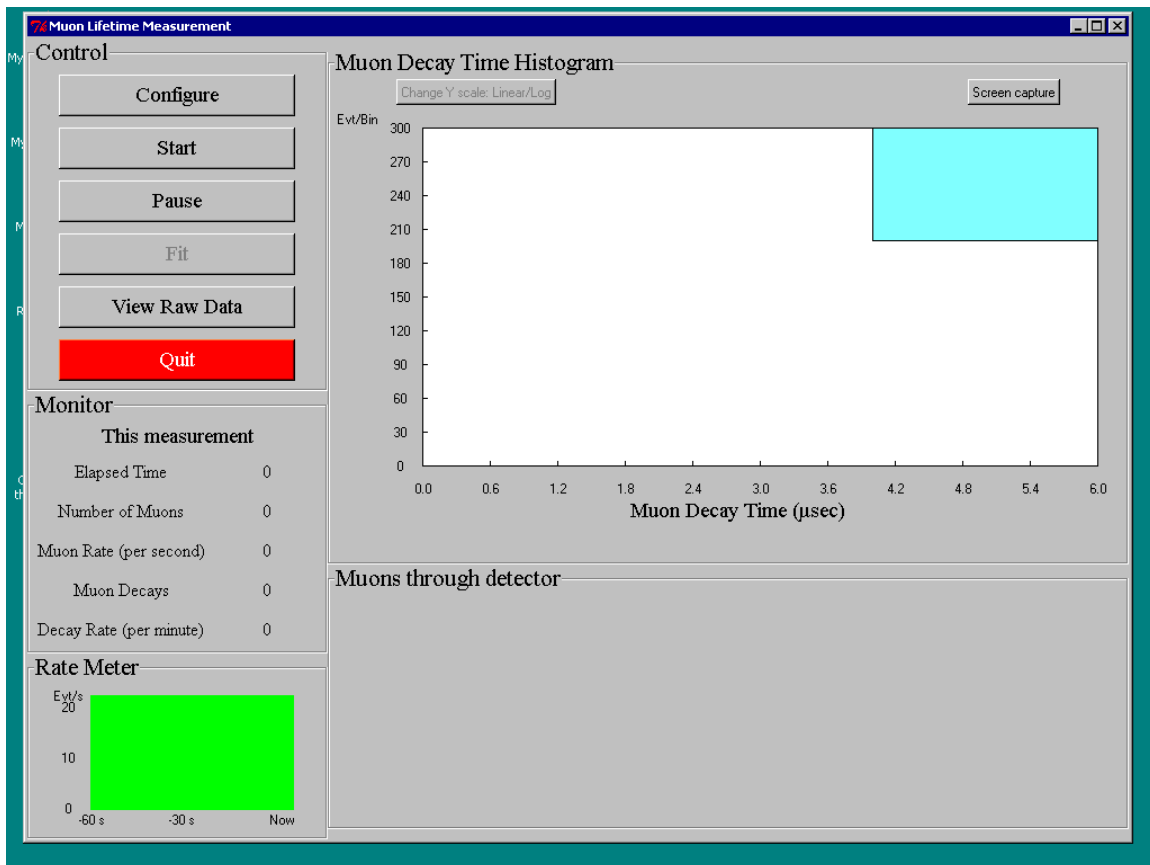 Muon Lifetime Measurement
Control
Configure
Start
Pause
Fit
View Raw Data
Quit
Monitor
This measurement
Elapsed Time 0
Number of Muons 0
Muon Rate (per second) 0
Muon Decays 0
Decay Rate (per minute) 0
Rate Meter
Evt/s
20
10
0
-60 s -30 s Now
Muon Decay Time Histogram
Change Y scale: Linear/Log Screen capture
Evt/Bin
300
270
240
210
180
150
120
90
60
30
0
0.0 0.6 1.2 1.8 2.4 3.0 3.6 4.2 4.8 5.4 6.0
Muon Decay Time (μsec)
Muons through detector
My
My
M
R
th